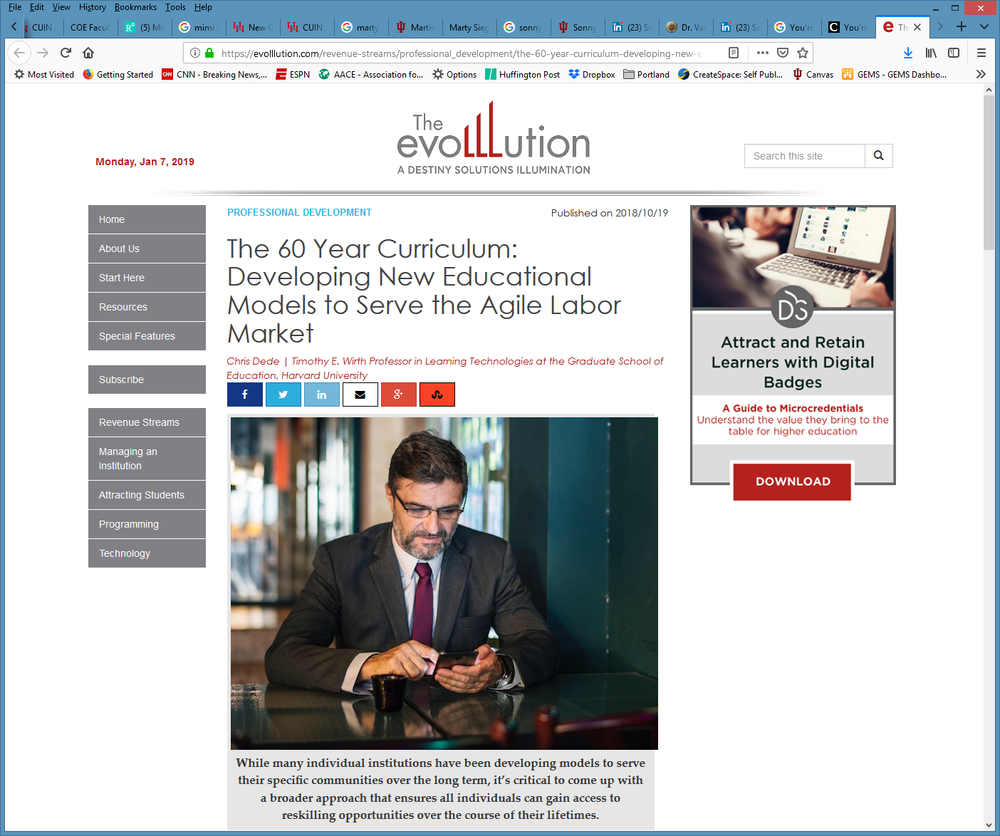 File Edit View History Bookmarks Tools Help
CUIN COE Facul (5) Mi mimi New G CUIN marty Martin Marty Sieg sonny Sonny (23) Sc Dr. Va (23) Sa You're You're Th
https://evolllution.com/revenue-streams/professional_development/the-60-year-curriculum-developing-new-e
Most Visited Getting Started CNN - Breaking News,... ESPN AACE - Association fo... Options Huffington Post Dropbox Portland CreateSpace: Self Publ... Canvas GEMS - GEMS Dashbo...
The
evolllution
A DESTINY SOLUTIONS ILLUMINATION
Monday, Jan 7, 2019
Search this site
Home
About Us
Start Here
Resources
Special Features
Subscribe
Revenue Streams
Managing an
Institution
Attracting Students
Programming
Technology
PROFESSIONAL DEVELOPMENT
Published on 2018/10/19
The 60 Year Curriculum:
Developing New Educational
Models to Serve the Agile Labor
Market
Chris Dede | Timothy E. Wirth Professor in Learning Technologies at the Graduate School of
Education, Harvard University
While many individual institutions have been developing models to serve
their specific communities over the long term, it's critical to come up with
a broader approach that ensures all individuals can gain access to
reskilling opportunities over the course of their lifetimes.
DS
Attract and Retain
Learners with Digital
Badges
A Guide to Microcredentials
Understand the value they bring to the
table for higher education
DOWNLOAD